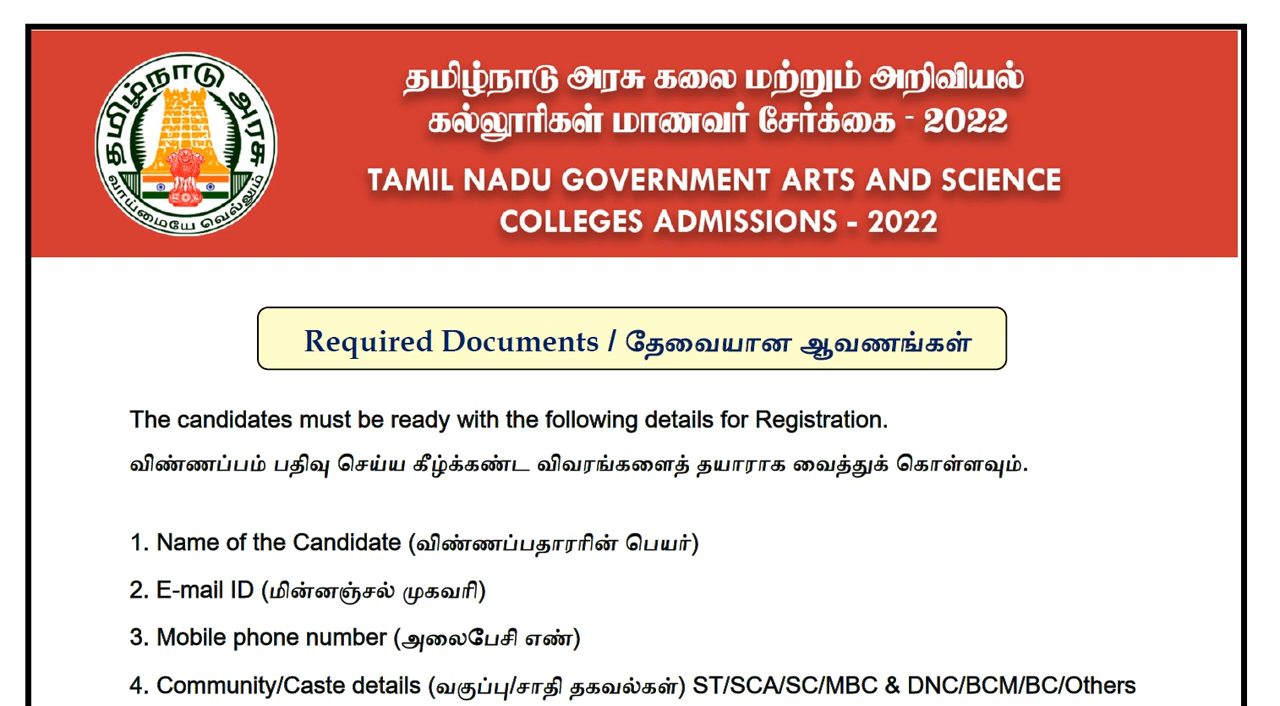 தமிழ்நாடு அரசு
வாய்மையே வெல்லும்
தமிழ்நாடு அரசு கலை மற்றும் அறிவியல்
கல்லூரிகள் மாணவர் சேர்க்கை - 2022
TAMIL NADU GOVERNMENT ARTS AND SCIENCE
COLLEGES ADMISSIONS - 2022
Required Documents / தேவையான ஆவணங்கள்
The candidates must be ready with the following details for Registration.
விண்ணப்பம் பதிவு செய்ய கீழ்க்கண்ட விவரங்களைத் தயாராக வைத்துக் கொள்ளவும்.
1. Name of the Candidate (விண்ணப்பதாரரின் பெயர்)
2. E-mail ID (மின்னஞ்சல் முகவரி)
3. Mobile phone number (அலைபேசி எண்)
4. Community/Caste details (வகுப்பு/சாதி தகவல்கள்) ST/SCA/SC/MBC & DNC/BCM/BC/Others